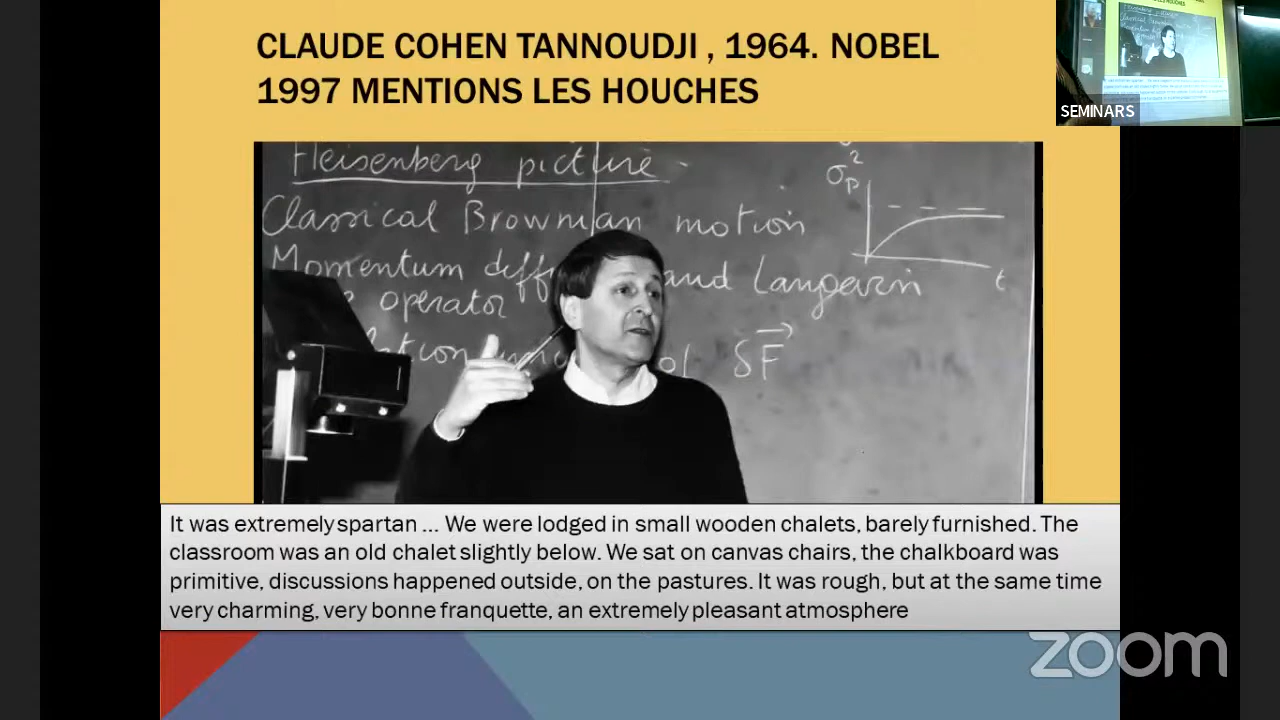 CLAUDE COHEN TANNOUDJI , 1964. NOBEL
1997 MENTIONS LES HOUCHES
SEMINARS
Heisenberg picture
σp²
Classical Brownian motion
Momentum and Langevin
operator
t
of δF
It was extremely spartan ... We were lodged in small wooden chalets, barely furnished. The
classroom was an old chalet slightly below. We sat on canvas chairs, the chalkboard was
primitive, discussions happened outside, on the pastures. It was rough, but at the same time
very charming, very bonne franquette, an extremely pleasant atmosphere
zoom